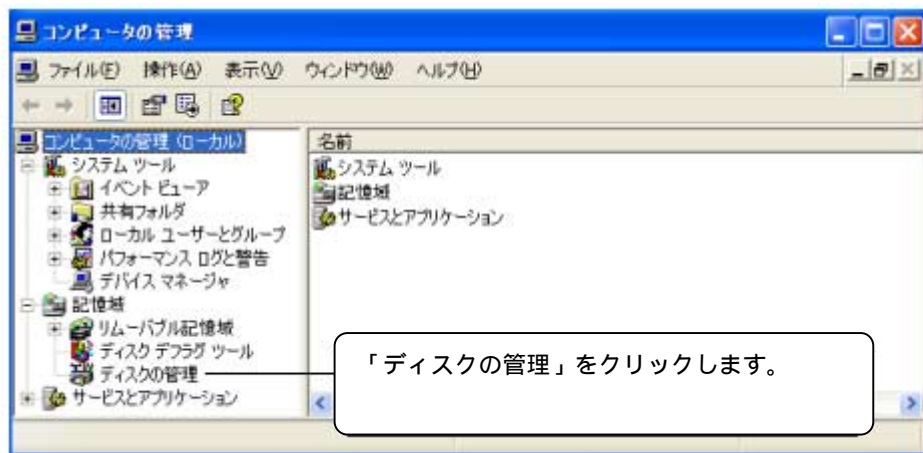 コンピュータの管理
ファイル(F) 操作(A) 表示(V) ウィンドウ(W) ヘルプ(H)
コンピュータの管理 (ローカル)
システム ツール
イベント ビューア
共有フォルダ
ローカル ユーザーとグループ
パフォーマンス ログと警告
デバイス マネージャ
記憶域
リムーバブル記憶域
ディスク デフラグ ツール
ディスクの管理
サービスとアプリケーション
名前
システム ツール
記憶域
サービスとアプリケーション
「ディスクの管理」をクリックします。